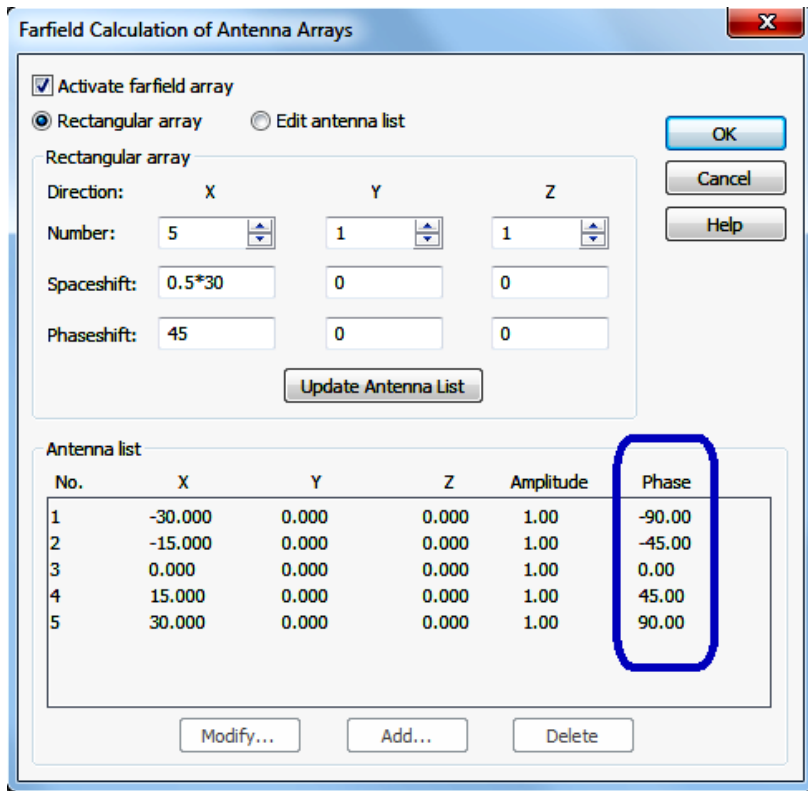 Farfield Calculation of Antenna Arrays
Activate farfield array
Rectangular array Edit antenna list
OK
Rectangular array
Cancel
Direction: X Y Z
Help
Number: 5 1 1
Spaceshift: 0.5*30 0 0
Phaseshift: 45 0 0
Update Antenna List
Antenna list
No. X Y Z Amplitude Phase
1 -30.000 0.000 0.000 1.00 -90.00
2 -15.000 0.000 0.000 1.00 -45.00
3 0.000 0.000 0.000 1.00 0.00
4 15.000 0.000 0.000 1.00 45.00
5 30.000 0.000 0.000 1.00 90.00
Modify... Add... Delete